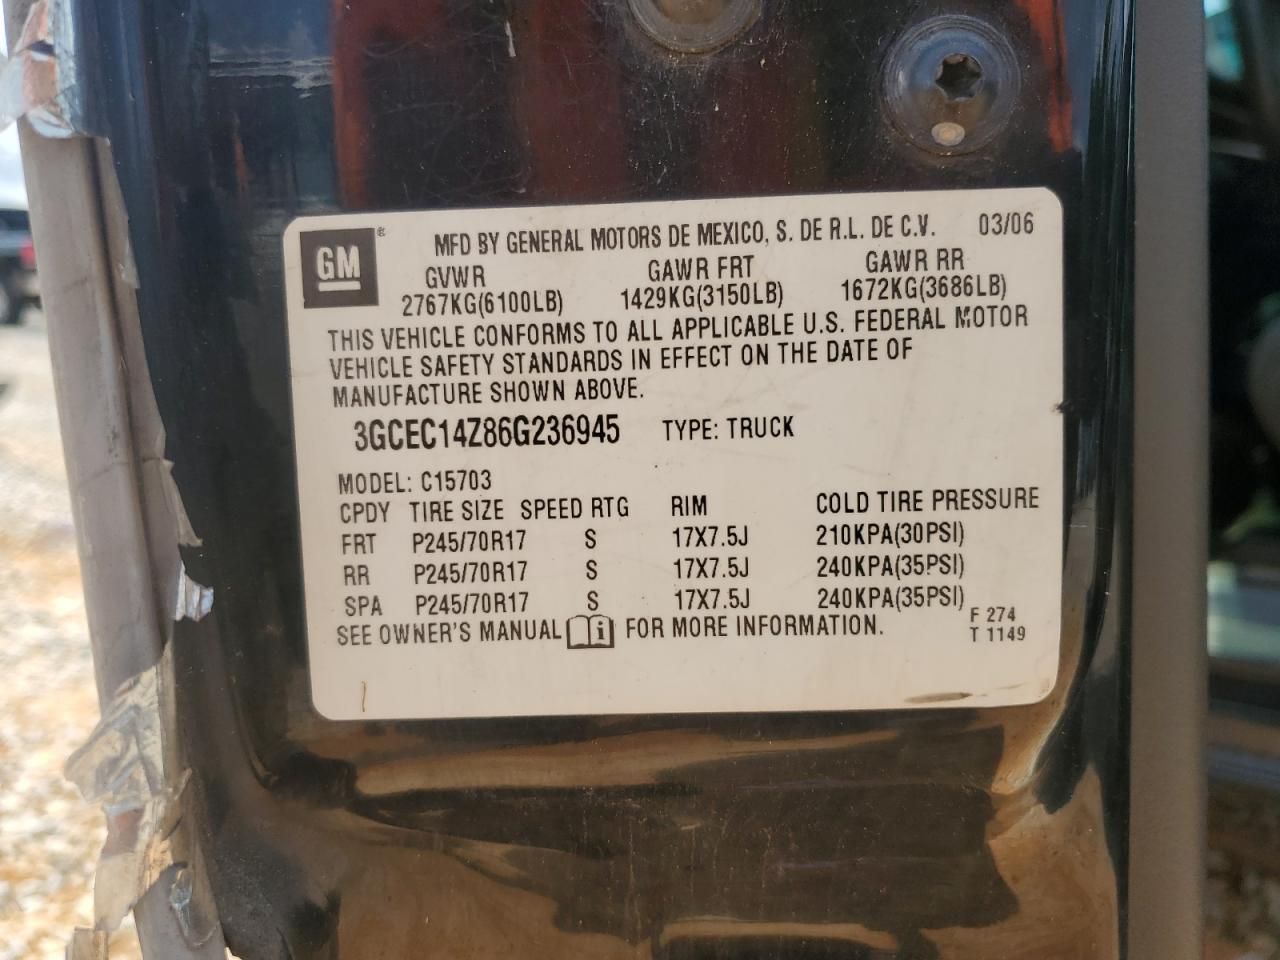 GM ® MFD BY GENERAL MOTORS DE MEXICO, S. DE R.L. DE C.V. 03/06
GVWR GAWR FRT GAWR RR
2767KG(6100LB) 1429KG(3150LB) 1672KG(3686LB)
THIS VEHICLE CONFORMS TO ALL APPLICABLE U.S. FEDERAL MOTOR
VEHICLE SAFETY STANDARDS IN EFFECT ON THE DATE OF
MANUFACTURE SHOWN ABOVE.
3GCEC14Z86G236945 TYPE: TRUCK
MODEL: C15703
CPDY TIRE SIZE SPEED RTG RIM COLD TIRE PRESSURE
FRT P245/70R17 S 17X7.5J 210KPA(30PSI)
RR P245/70R17 S 17X7.5J 240KPA(35PSI)
SPA P245/70R17 S 17X7.5J 240KPA(35PSI)
SEE OWNER'S MANUAL i FOR MORE INFORMATION.
F 274
T 1149